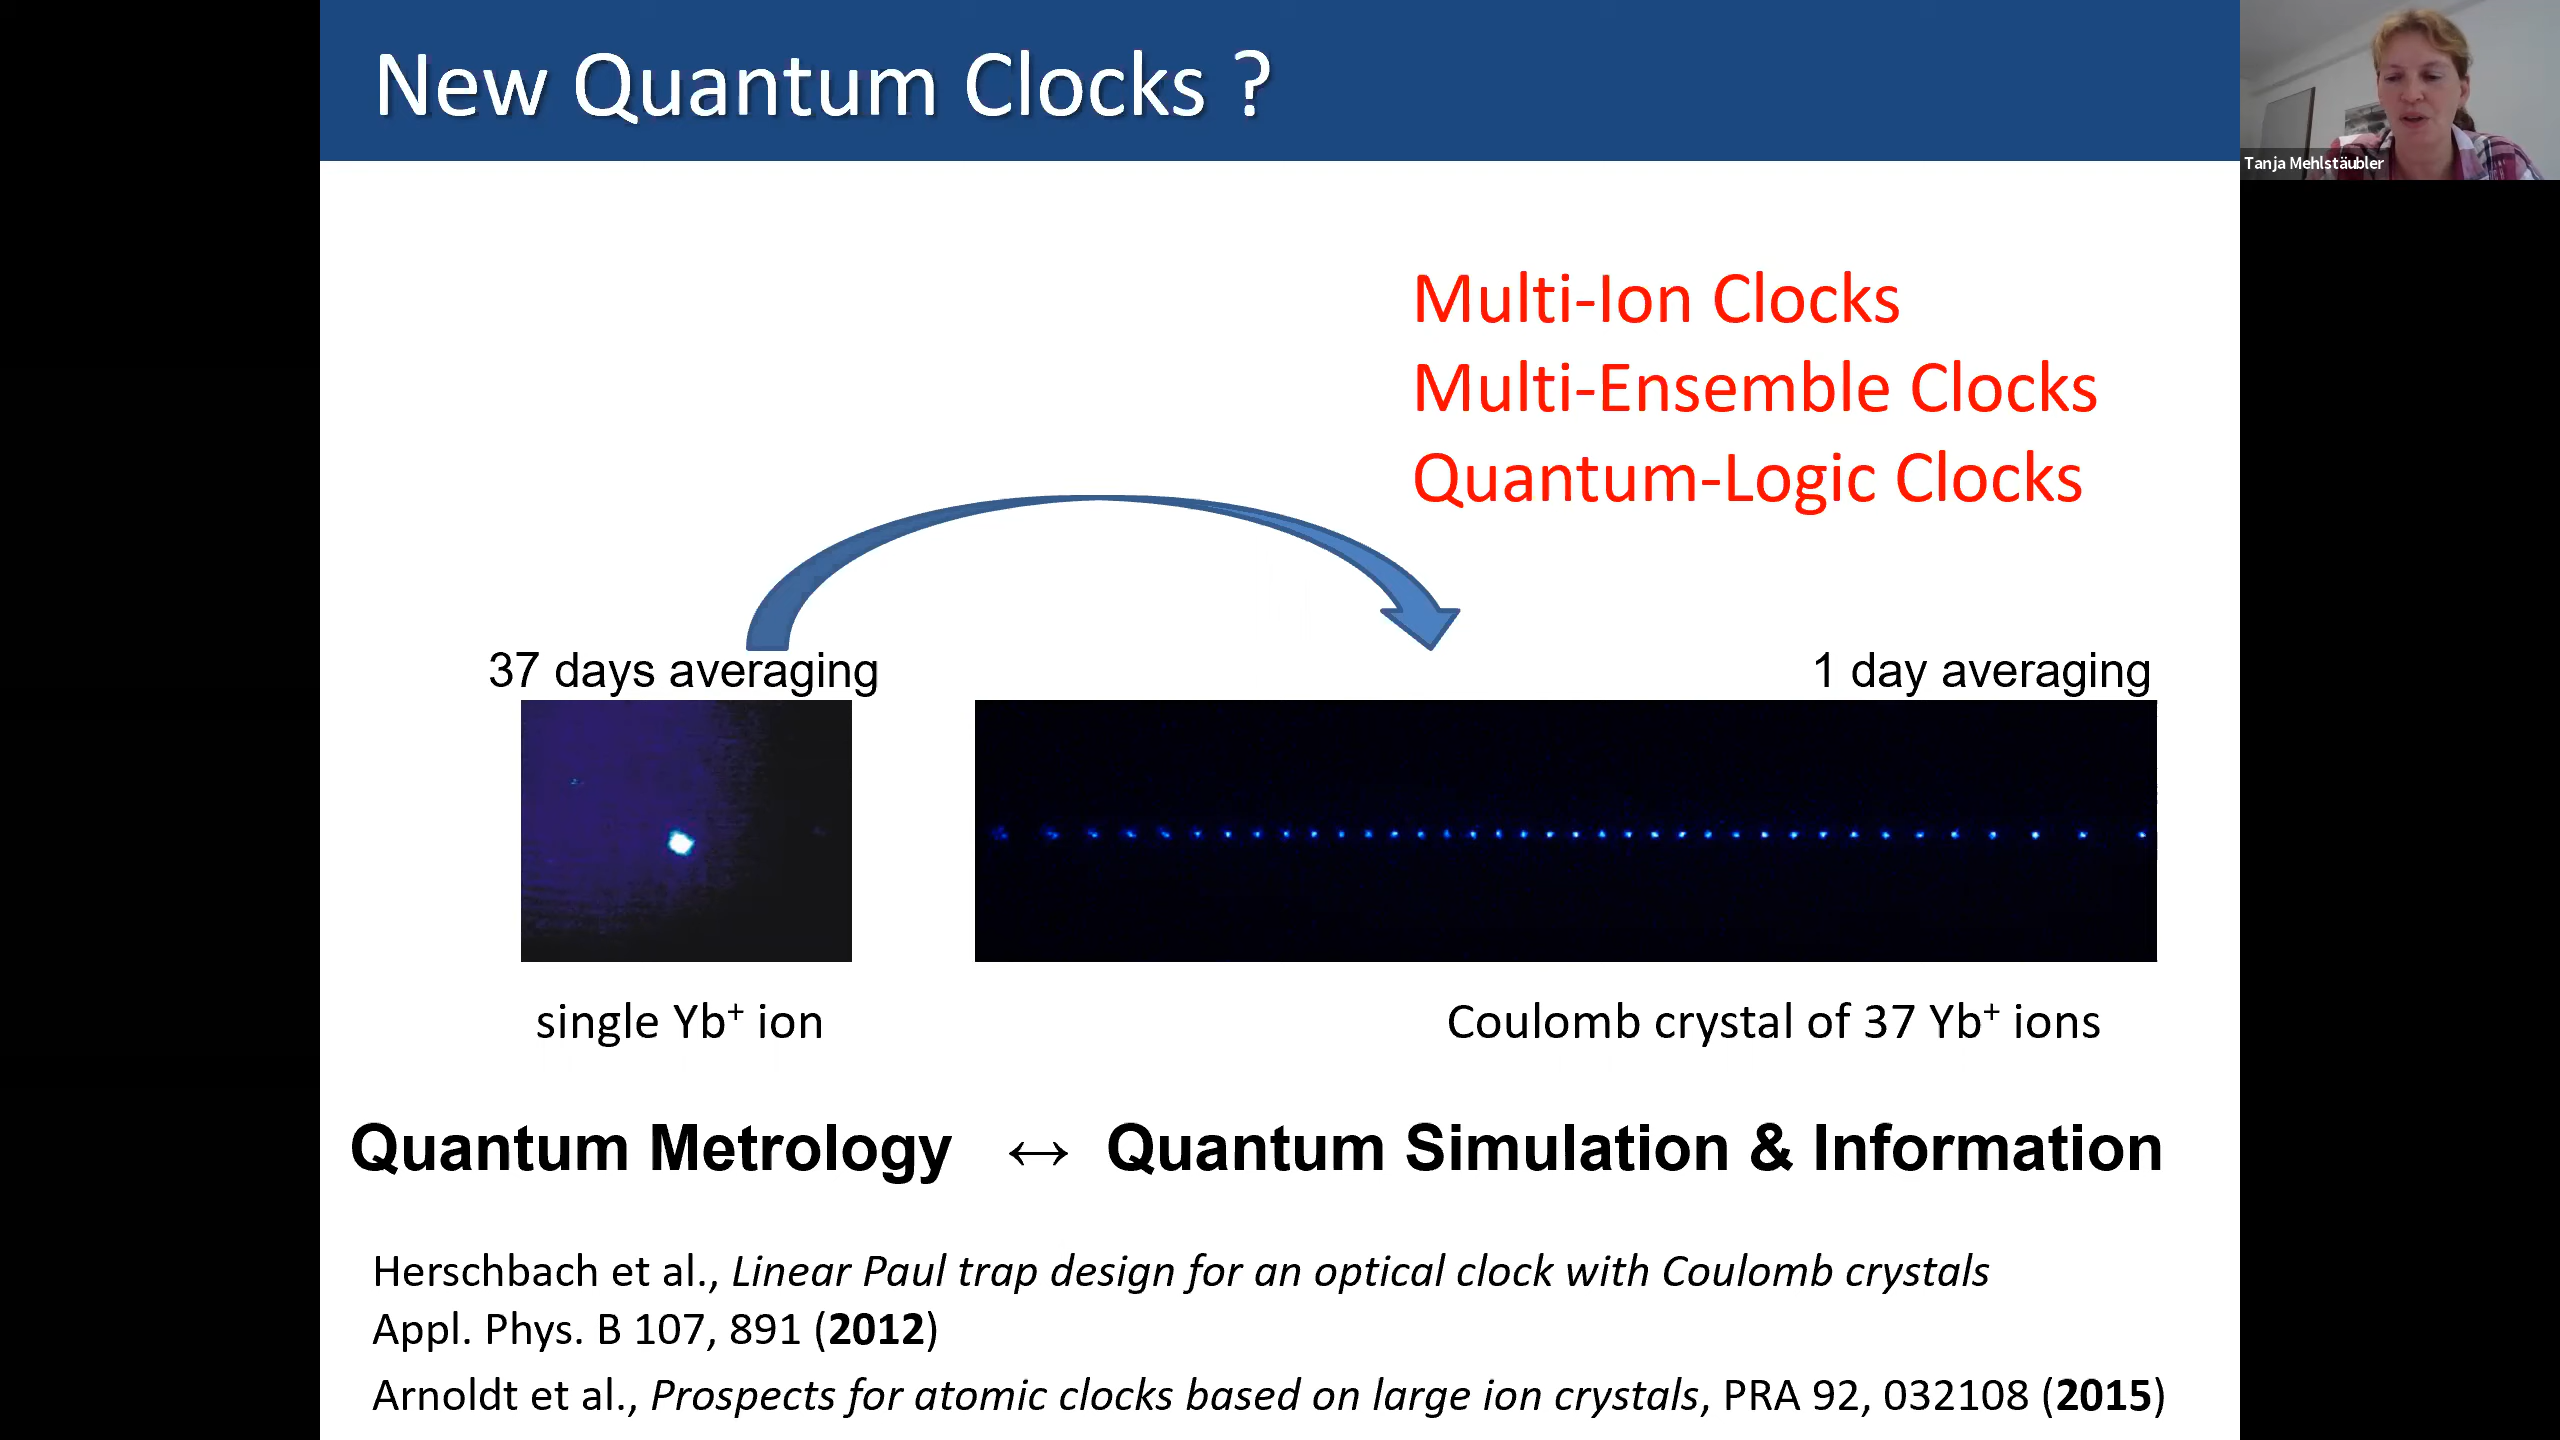 New Quantum Clocks ?
Tanja Mehlstäubler
Multi-Ion Clocks
Multi-Ensemble Clocks
Quantum-Logic Clocks
37 days averaging
1 day averaging
single Yb⁺ ion
Coulomb crystal of 37 Yb⁺ ions
Quantum Metrology ↔ Quantum Simulation & Information
Herschbach et al., Linear Paul trap design for an optical clock with Coulomb crystals
Appl. Phys. B 107, 891 (2012)
Arnoldt et al., Prospects for atomic clocks based on large ion crystals, PRA 92, 032108 (2015)